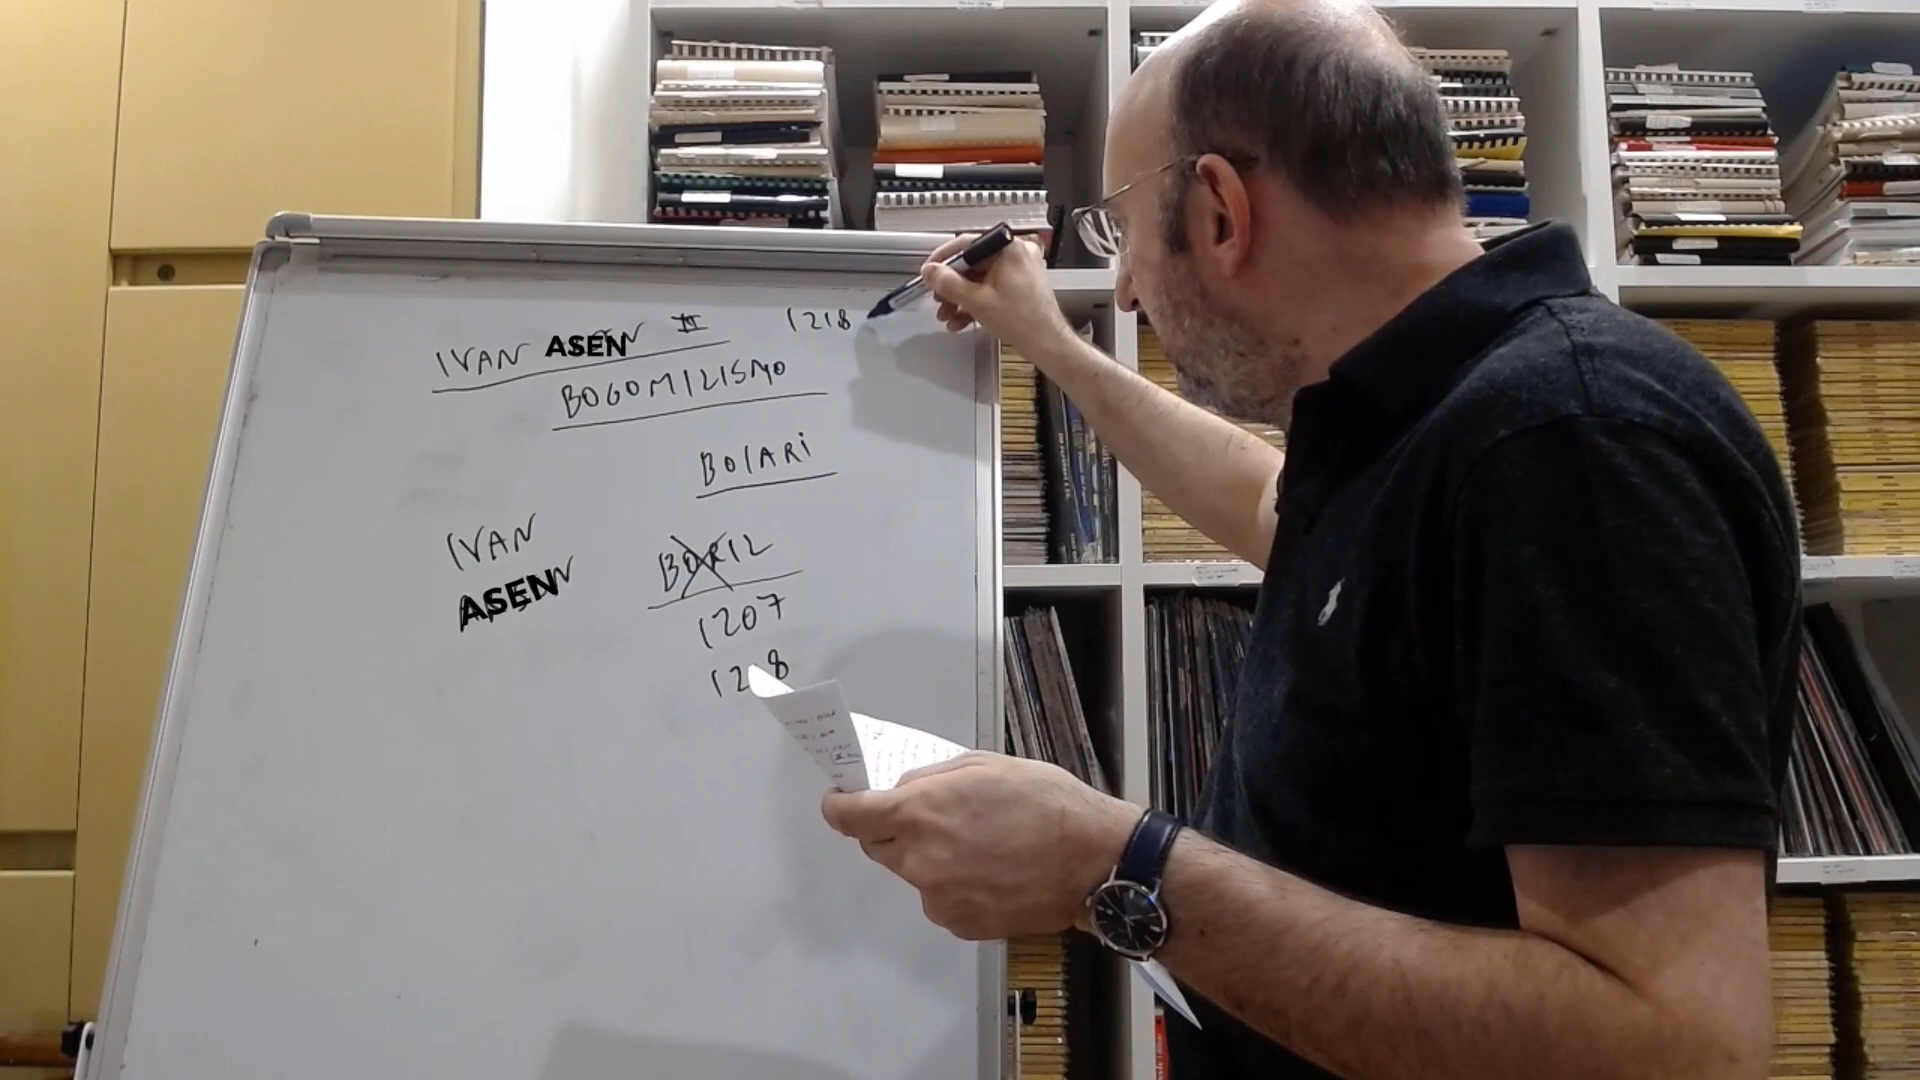 IVAN ASEN II 1218
BOGOMILISMO
BOIARI
IVAN
ASEN
BORIL
1207
1218